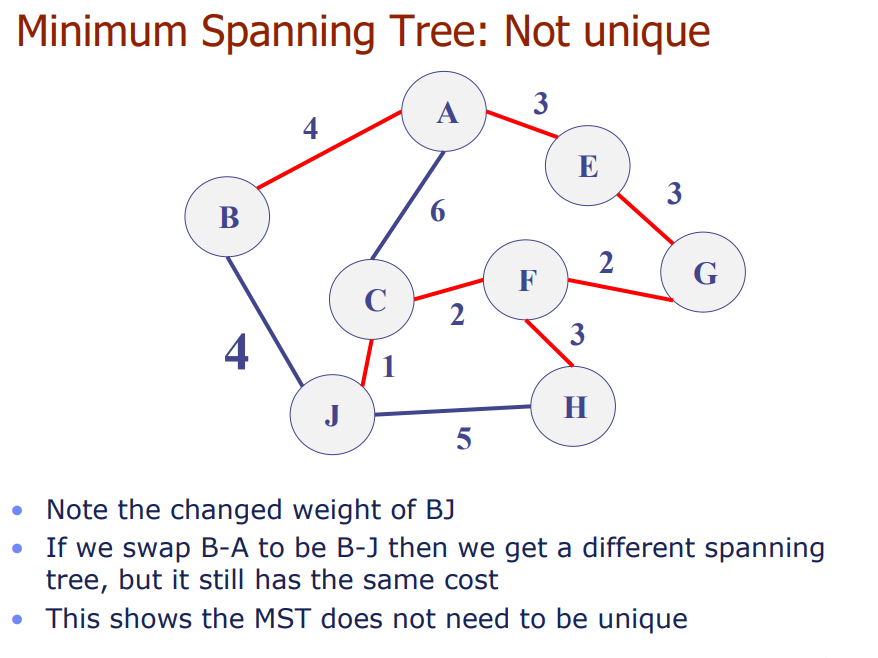 Minimum Spanning Tree: Not unique
A
3
4
E
3
B
6
2
G
F
C
2
3
4
1
H
J
5
• Note the changed weight of BJ
• If we swap B-A to be B-J then we get a different spanning
tree, but it still has the same cost
• This shows the MST does not need to be unique